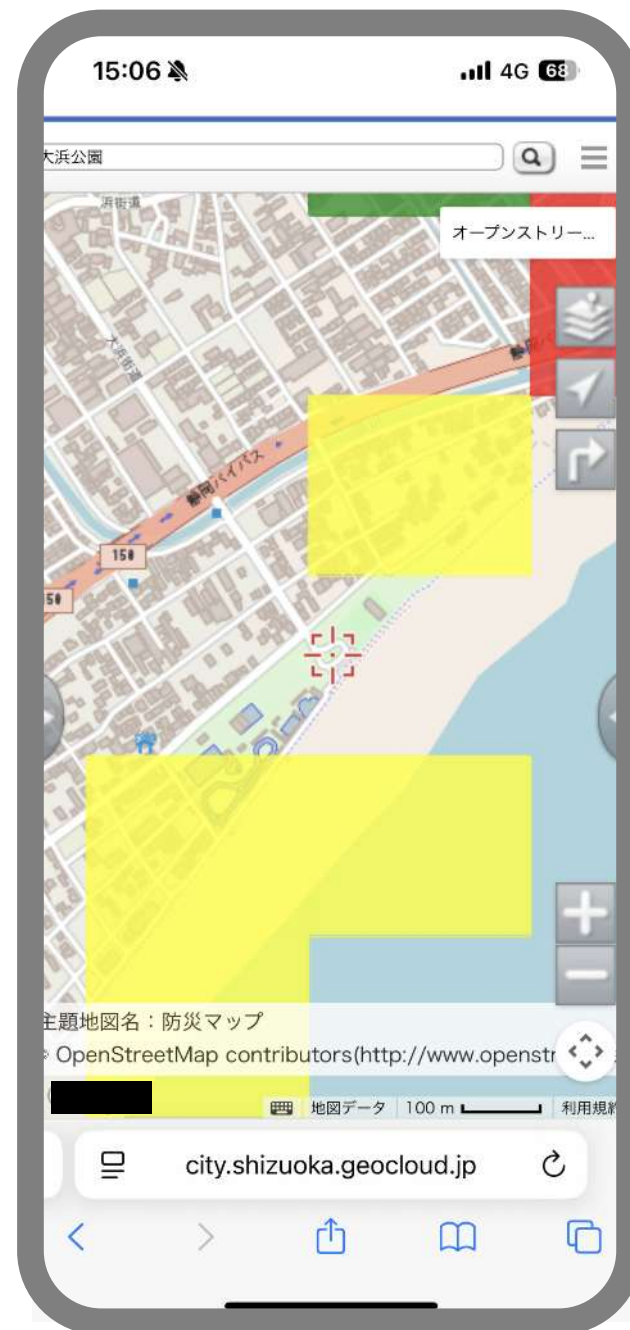 15:06
4G 68
大浜公園
浜街道
オープンストリー...
大浜街道
静岡バイパス
150
50
主題地図名：防災マップ
OpenStreetMap contributors(http://www.openstr
地図データ 100 m 利用規約
city.shizuoka.geocloud.jp